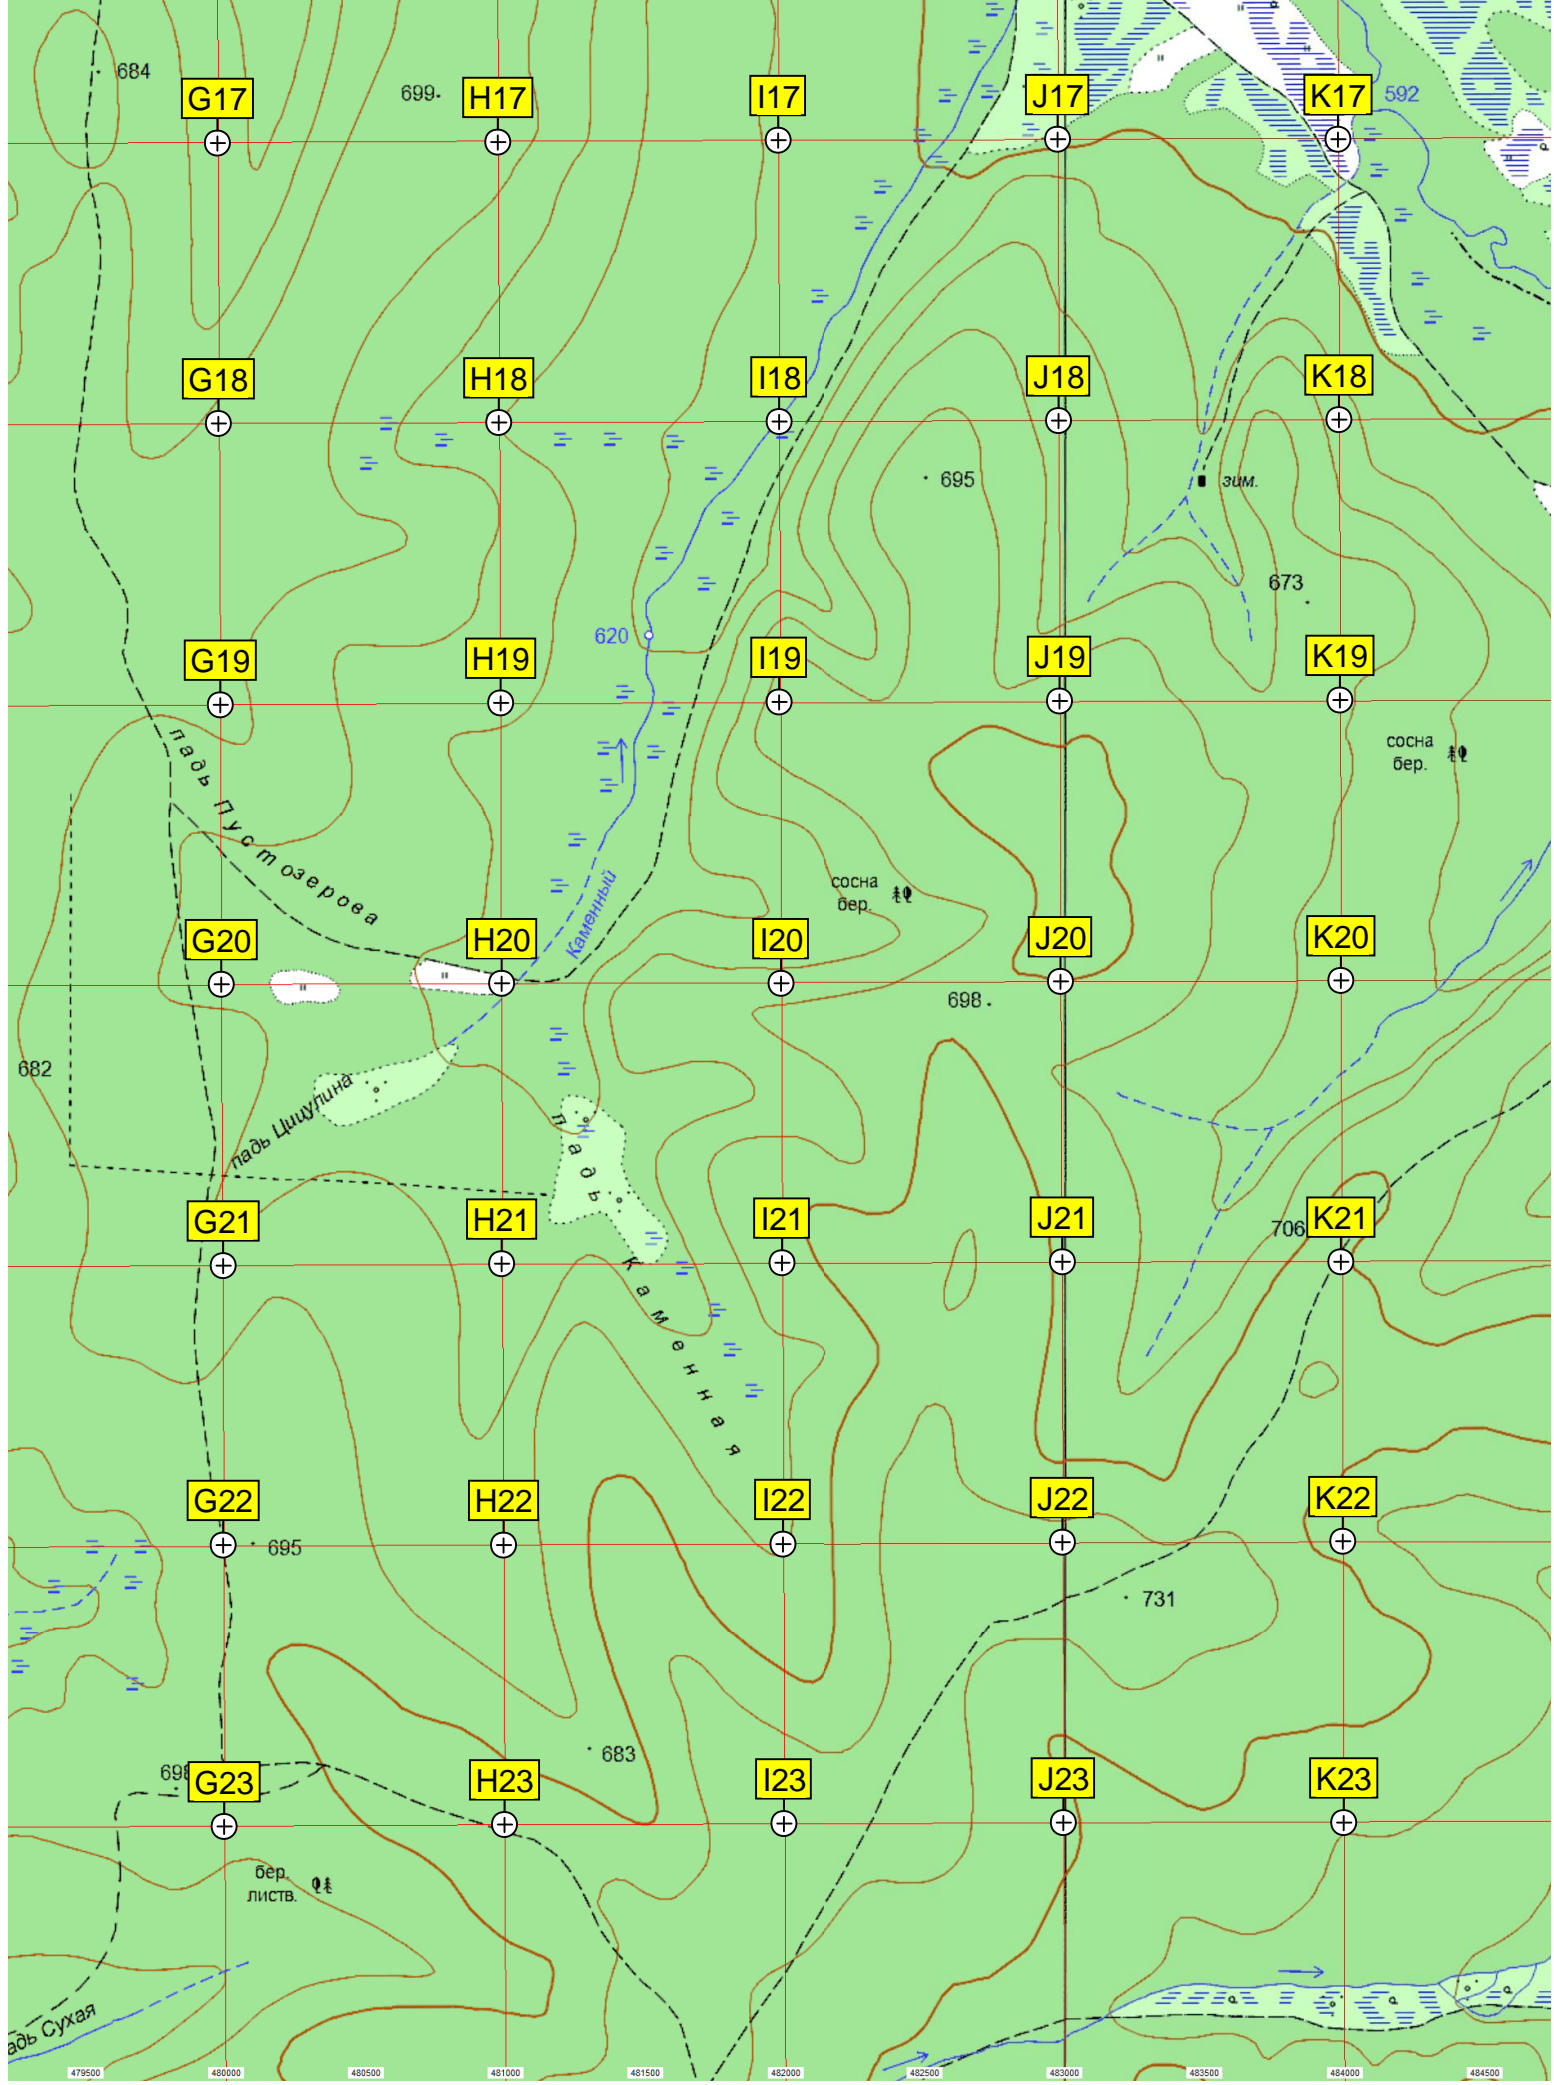 684
699
G17
H17
I17
J17
K17
592
G18
H18
I18
J18
K18
695
зим.
673
620
G19
H19
I19
J19
K19
падь Пустозерова
сосна
бер.
сосна
бер.
Каменный
G20
H20
I20
J20
K20
698
682
падь Цицулина
падь Каменная
G21
H21
I21
J21
706
K21
G22
H22
I22
J22
K22
695
731
683
698
G23
H23
I23
J23
K23
бер.
листв.
адь Сухая
479500
480000
480500
481000
481500
482000
482500
483000
483500
484000
484500